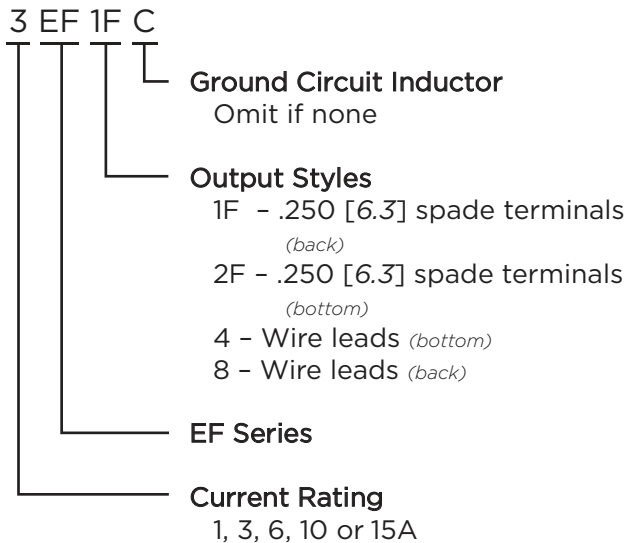 3 EF 1F C
Ground Circuit Inductor
Omit if none
Output Styles
1F – .250 [6.3] spade terminals
(back)
2F – .250 [6.3] spade terminals
(bottom)
4 – Wire leads (bottom)
8 – Wire leads (back)
EF Series
Current Rating
1, 3, 6, 10 or 15A